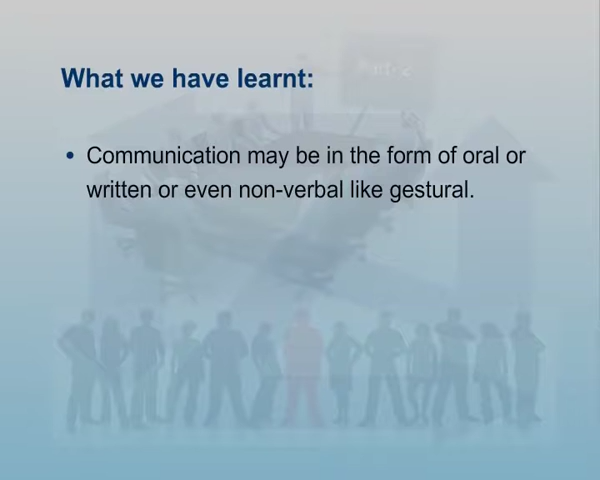 What we have learnt:
• Communication may be in the form of oral or
written or even non-verbal like gestural.